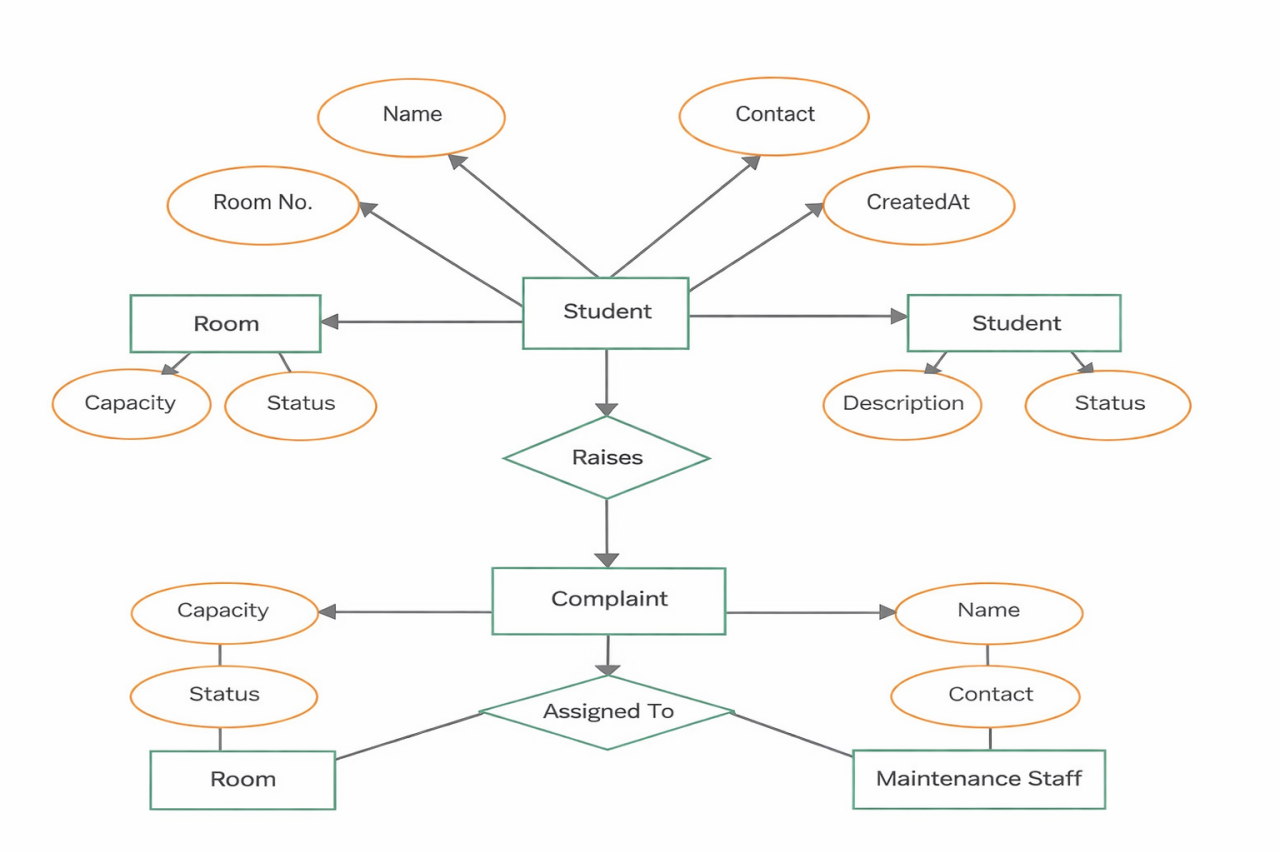 Name
Contact
Room No.
CreatedAt
Student
Room
Student
Capacity
Status
Description
Status
Raises
Complaint
Capacity
Name
Status
Contact
Assigned To
Room
Maintenance Staff